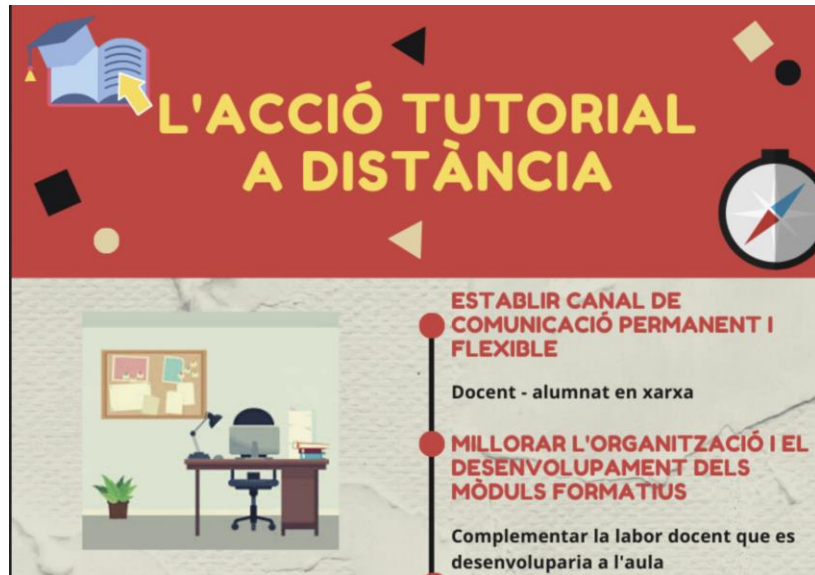 L'ACCIÓ TUTORIAL
A DISTÀNCIA
ESTABLIR CANAL DE
COMUNICACIÓ PERMANENT I
FLEXIBLE
Docent - alumnat en xarxa
MILLORAR L'ORGANITZACIÓ I EL
DESENVOLUPAMENT DELS
MÒDULS FORMATIUS
Complementar la labor docent que es
desenvoluparia a l'aula